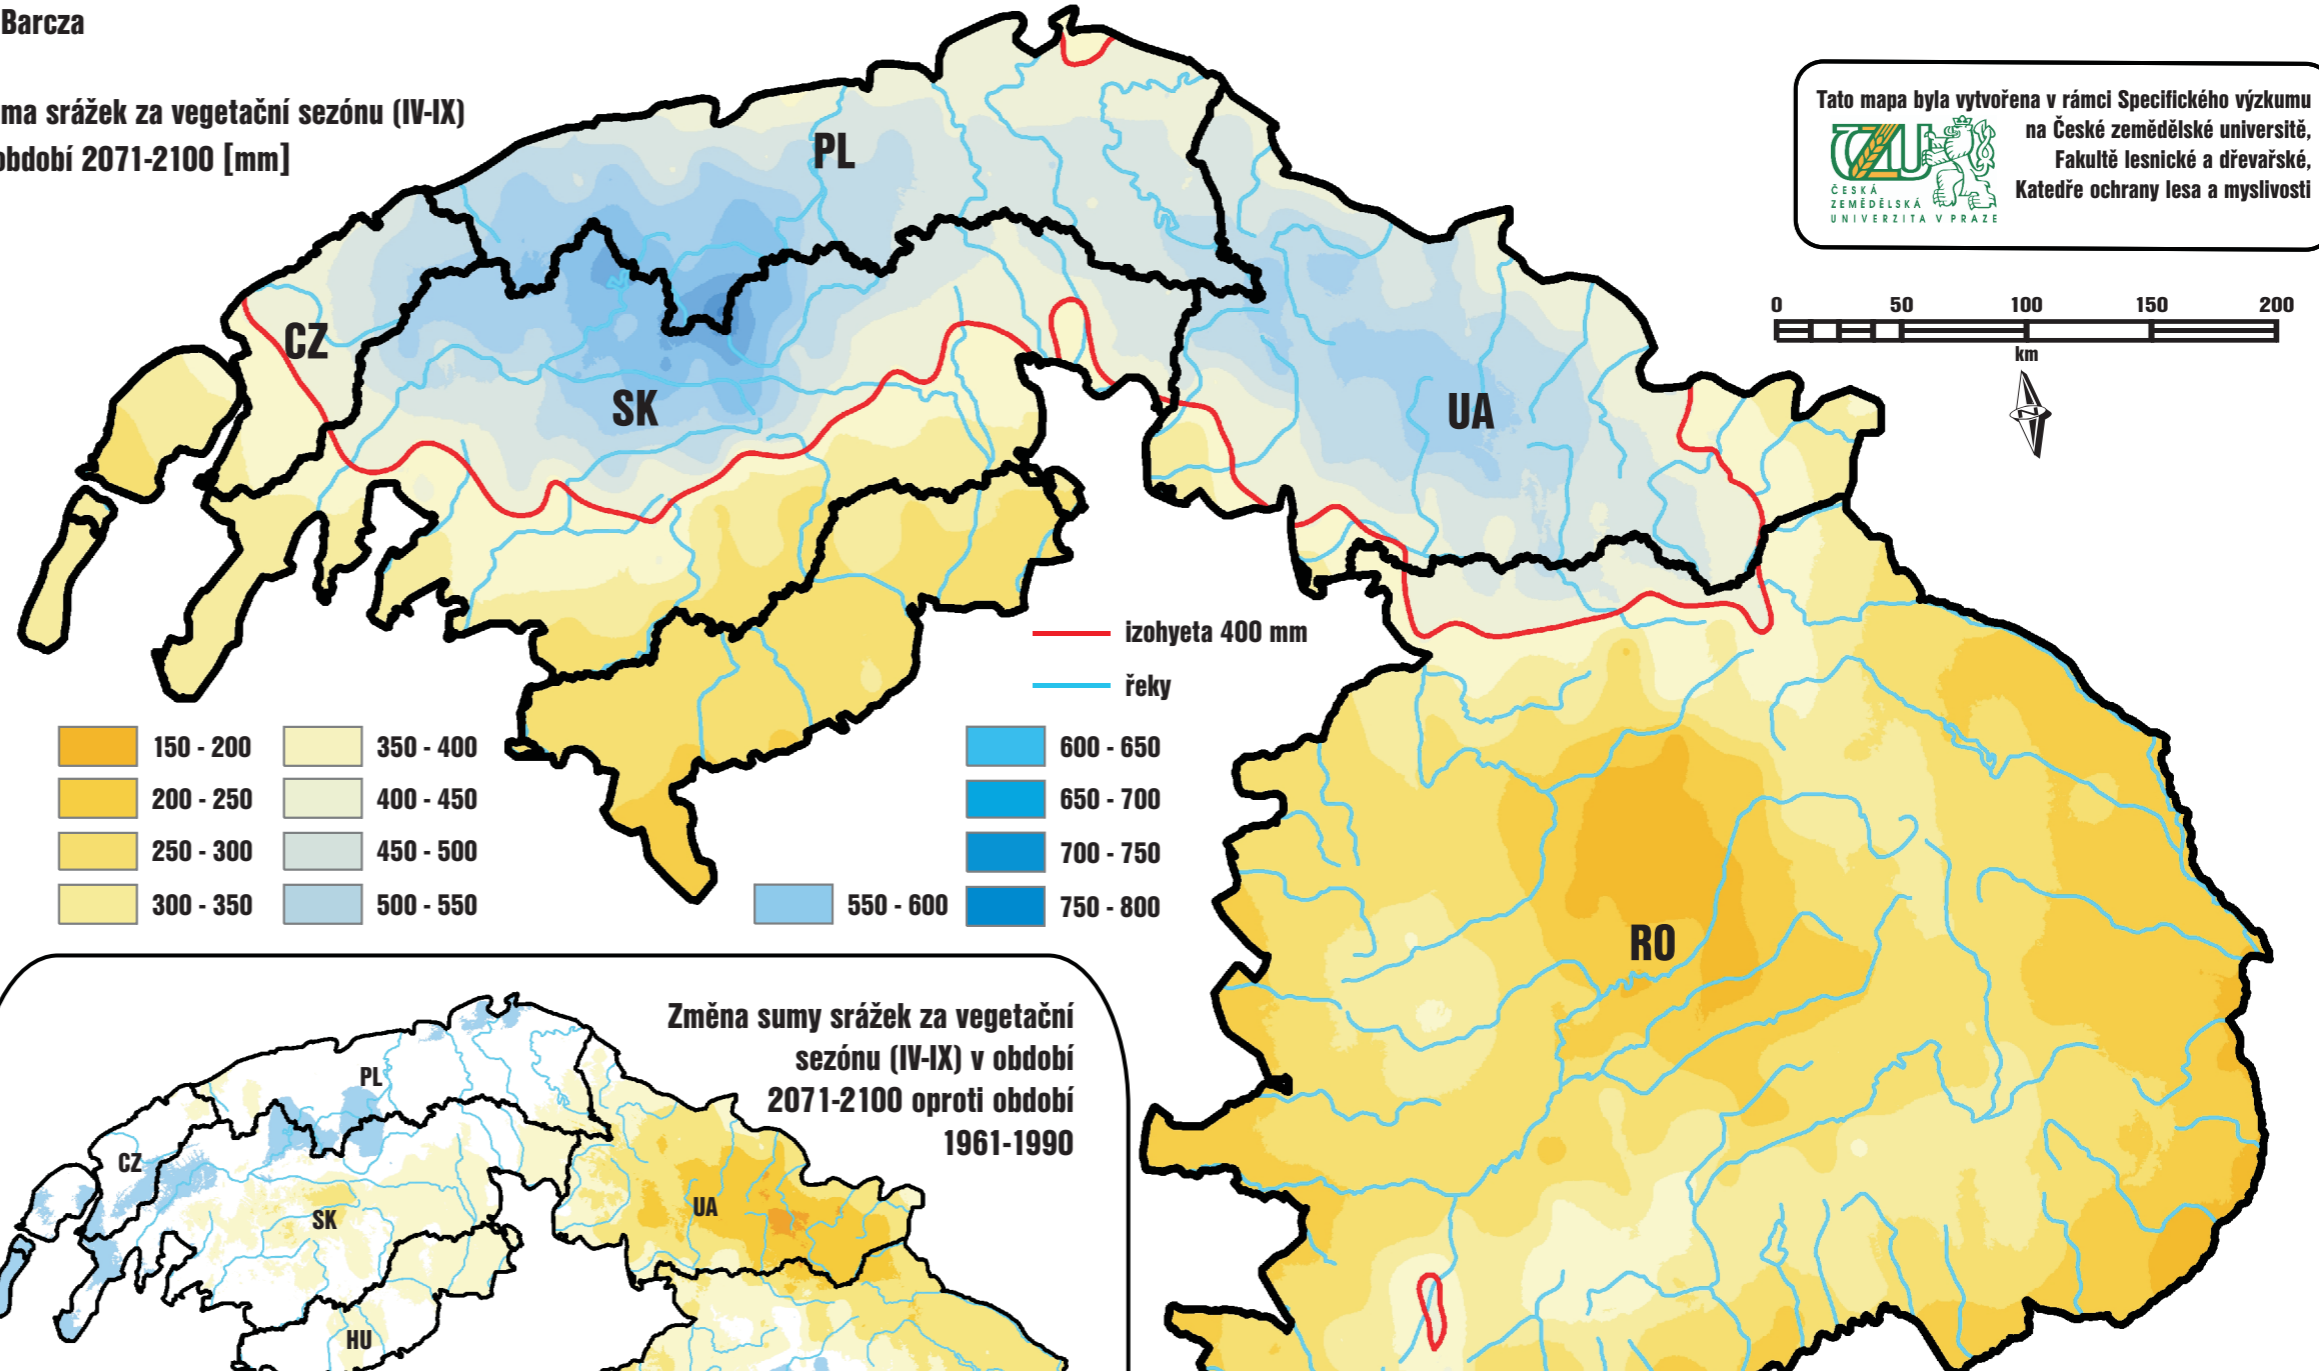 Barcza
ma srážek za vegetační sezónu (IV-IX)
období 2071-2100 [mm]
Tato mapa byla vytvořena v rámci Specifického výzkumu
na České zemědělské universitě,
Fakultě lesnické a dřevařské,
Katedře ochrany lesa a myslivosti
ČZU
ČESKÁ
ZEMĚDĚLSKÁ
UNIVERZITA V PRAZE
0 50 100 150 200
km
N
PL
CZ
SK
UA
RO
izohyeta 400 mm
řeky
150 - 200
200 - 250
250 - 300
300 - 350
350 - 400
400 - 450
450 - 500
500 - 550
550 - 600
600 - 650
650 - 700
700 - 750
750 - 800
Změna sumy srážek za vegetační
sezónu (IV-IX) v období
2071-2100 oproti období
1961-1990
PL
CZ
SK
UA
HU